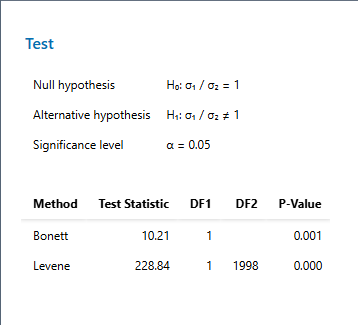 Test
Null hypothesis H₀: σ₁ / σ₂ = 1
Alternative hypothesis H₁: σ₁ / σ₂ ≠ 1
Significance level α = 0.05
Method Test Statistic DF1 DF2 P-Value
Bonett 10.21 1 0.001
Levene 228.84 1 1998 0.000